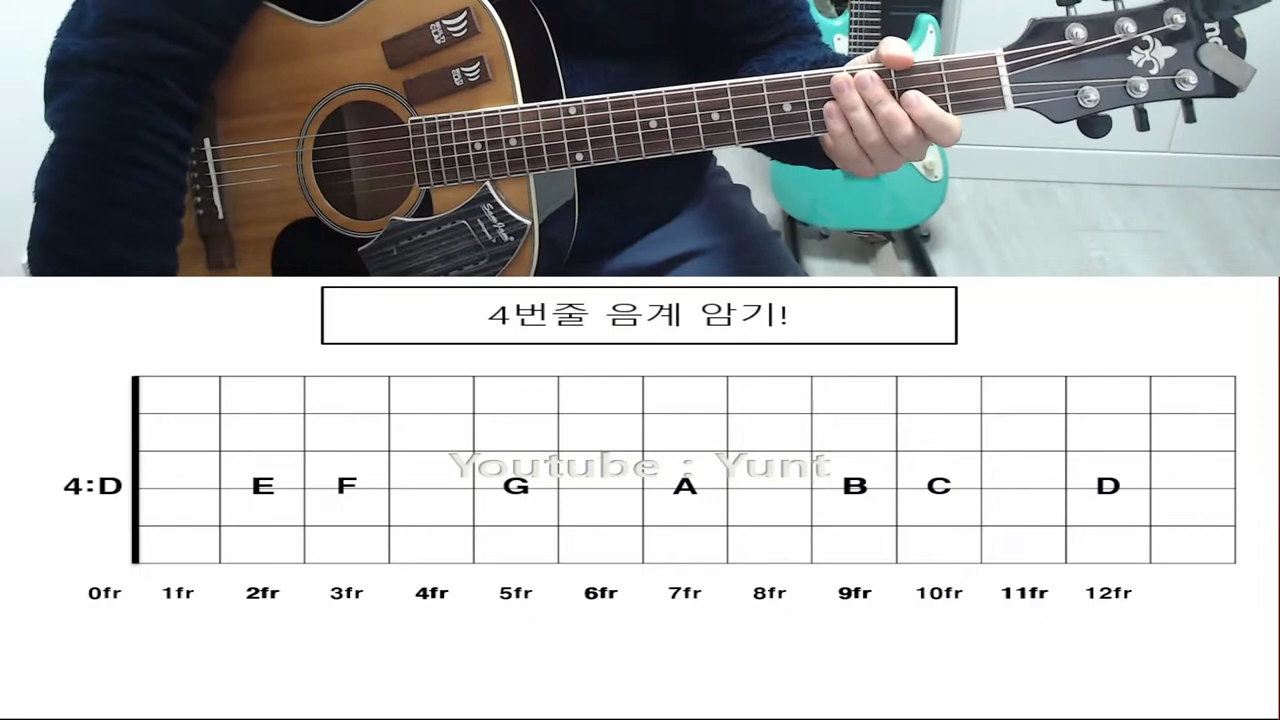 4번줄 음계 암기!
Youtube : Yunt
4:D E F G A B C D
0fr 1fr 2fr 3fr 4fr 5fr 6fr 7fr 8fr 9fr 10fr 11fr 12fr